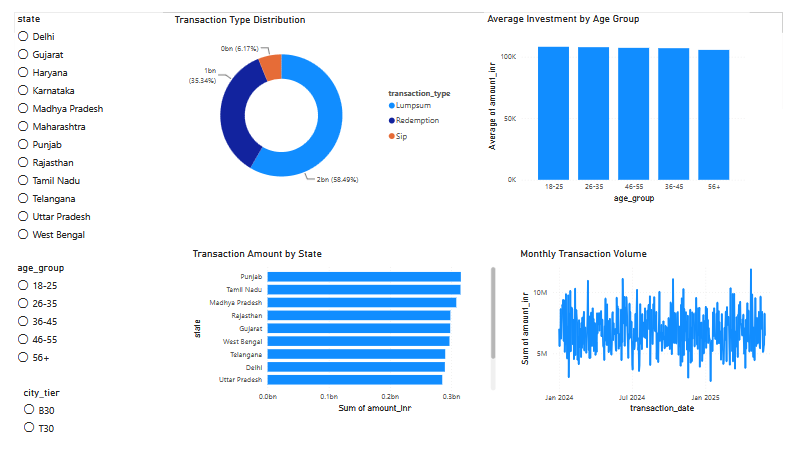 state
Delhi
Gujarat
Haryana
Karnataka
Madhya Pradesh
Maharashtra
Punjab
Rajasthan
Tamil Nadu
Telangana
Uttar Pradesh
West Bengal
age_group
18-25
26-35
36-45
46-55
56+
city_tier
B30
T30
Transaction Type Distribution
0bn (6.17%)
1bn
(35.34%)
2bn (58.49%)
transaction_type
Lumpsum
Redemption
Sip
Average Investment by Age Group
Average of amount_inr
100K
50K
0K
18-25 26-35 46-55 36-45 56+
age_group
Transaction Amount by State
state
Punjab
Tamil Nadu
Madhya Pradesh
Rajasthan
Gujarat
West Bengal
Telangana
Delhi
Uttar Pradesh
0.0bn 0.1bn 0.2bn 0.3bn
Sum of amount_inr
Monthly Transaction Volume
Sum of amount_inr
10M
5M
Jan 2024 Jul 2024 Jan 2025
transaction_date